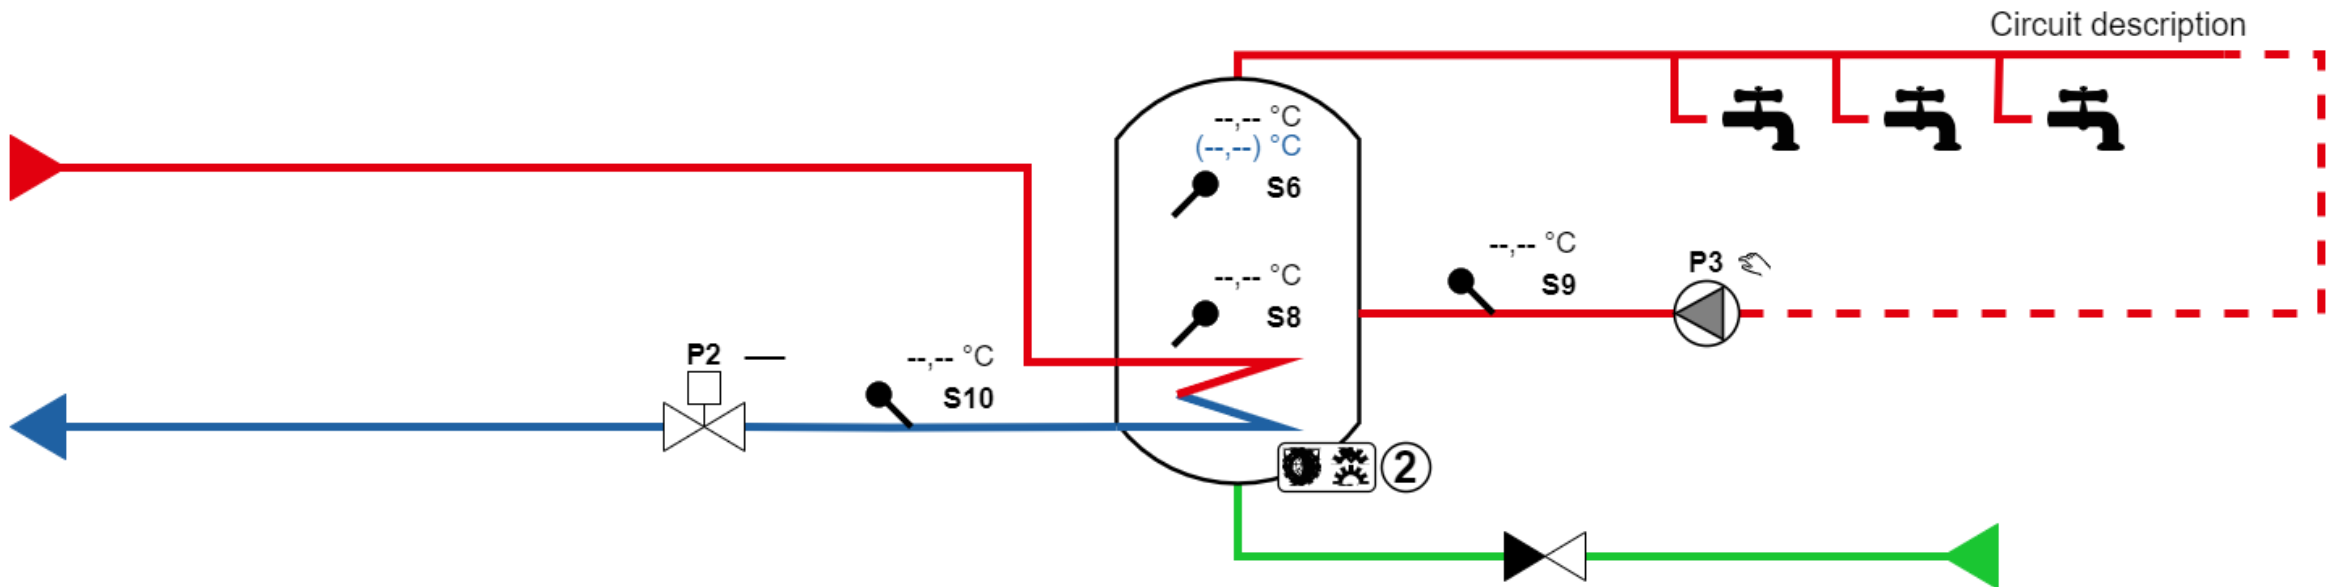 Circuit description
--,-- °C
(--,--) °C
S6
--,-- °C
S9
P3
--,-- °C
S8
P2
--,-- °C
S10
2